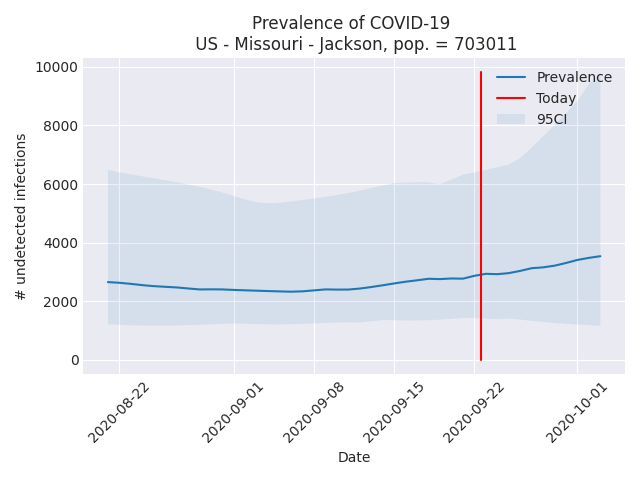 Prevalence of COVID-19
US - Missouri - Jackson, pop. = 703011
10000
8000
6000
4000
2000
0
# undetected infections
Prevalence
Today
95CI
2020-08-22
2020-09-01
2020-09-08
2020-09-15
2020-09-22
2020-10-01
Date